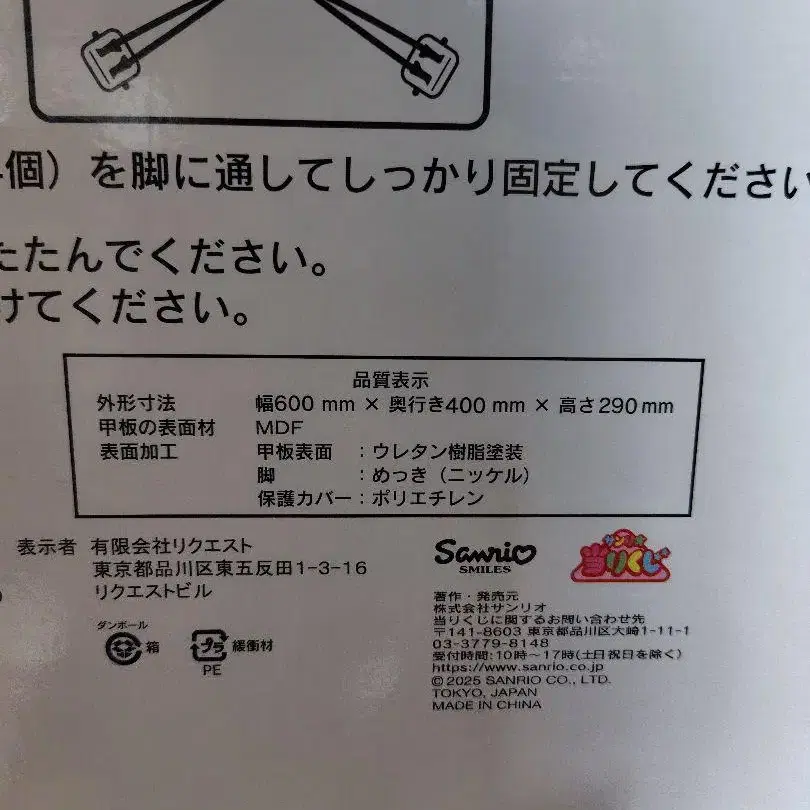 個）を脚に通してしっかり固定してください
たたんでください。
けてください。
品質表示
外形寸法 幅600 mm × 奥行き400 mm × 高さ290 mm
甲板の表面材 MDF
表面加工 甲板表面 ：ウレタン樹脂塗装
脚 ：めっき（ニッケル）
保護カバー：ポリエチレン
表示者 有限会社リクエスト
東京都品川区東五反田1-3-16
リクエストビル
ダンボール
箱
プラ
緩衝材
PE
Sanrio
SMILES
サンリオ
当りくじ
著作・発売元
株式会社サンリオ
当りくじに関するお問い合わせ先
〒141-8603 東京都品川区大崎1-11-1
03-3779-8148
受付時間:10時～17時(土日祝日を除く)
https://www.sanrio.co.jp
©2025 SANRIO CO., LTD.
TOKYO, JAPAN
MADE IN CHINA